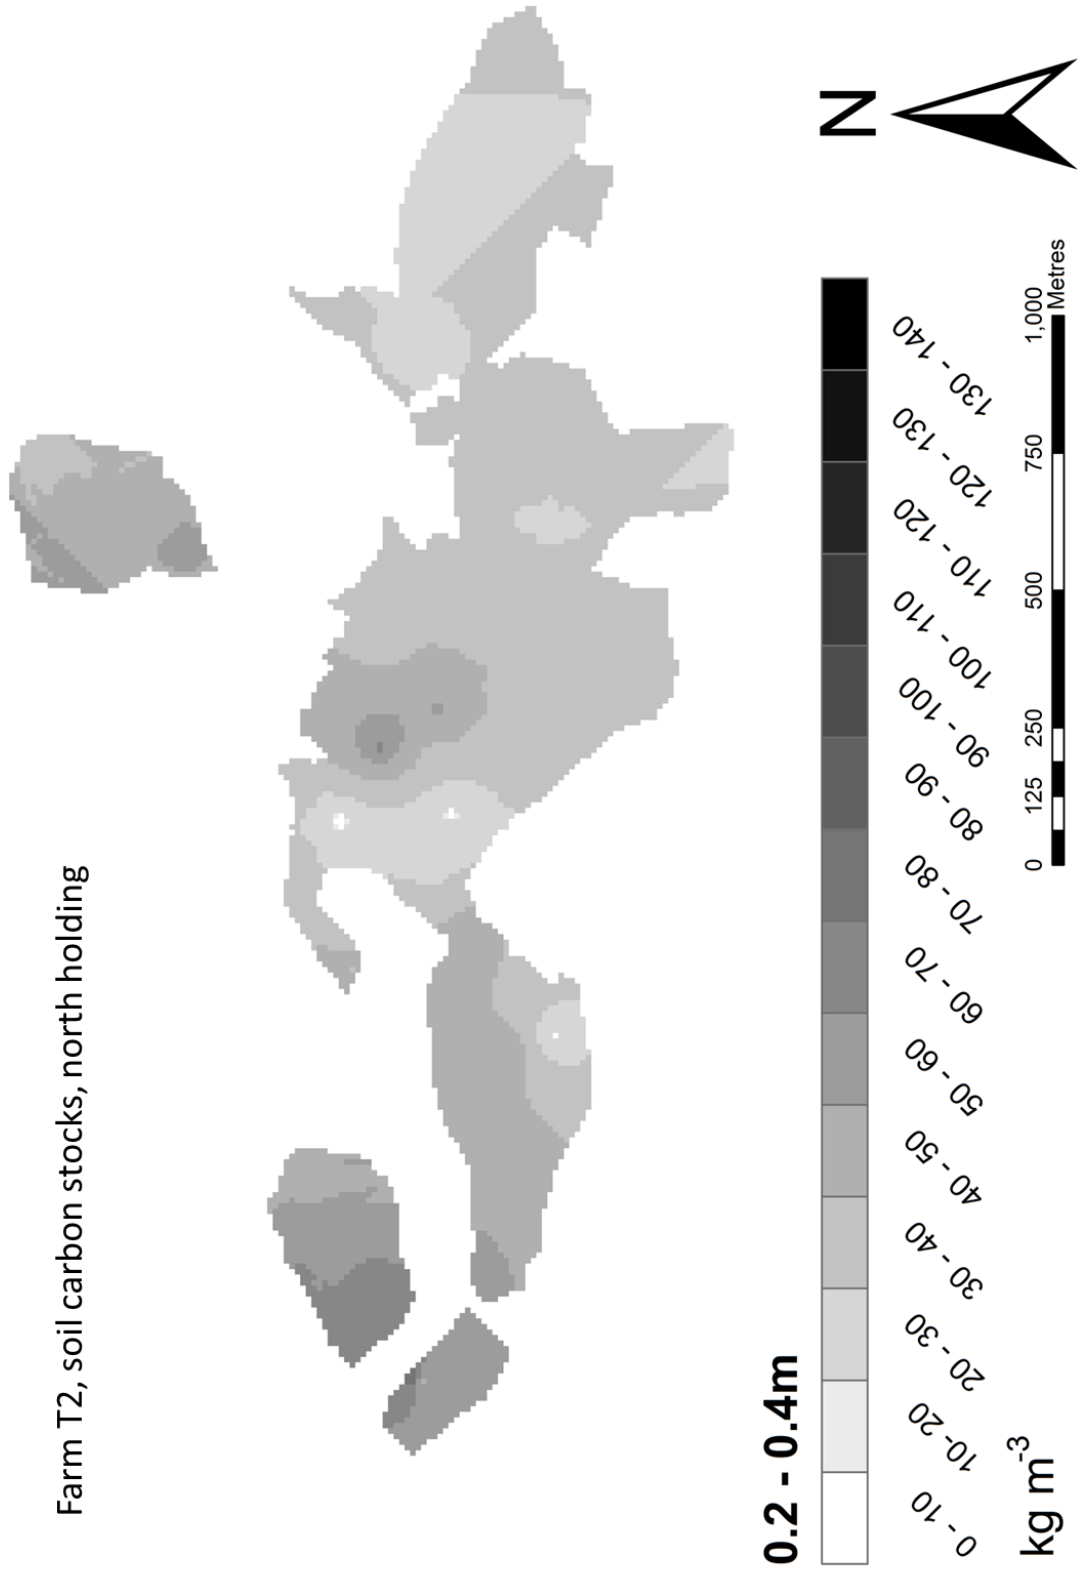 Farm T2, soil carbon stocks, north holding
0.2 - 0.4m
0 - 10
10-20
20 - 30
30 - 40
40 - 50
50 - 60
60 - 70
70 - 80
80 - 90
90 - 100
100 - 110
110 - 120
120 - 130
130 - 140
kg m⁻³
0 125 250 500 750 1,000
Metres
N